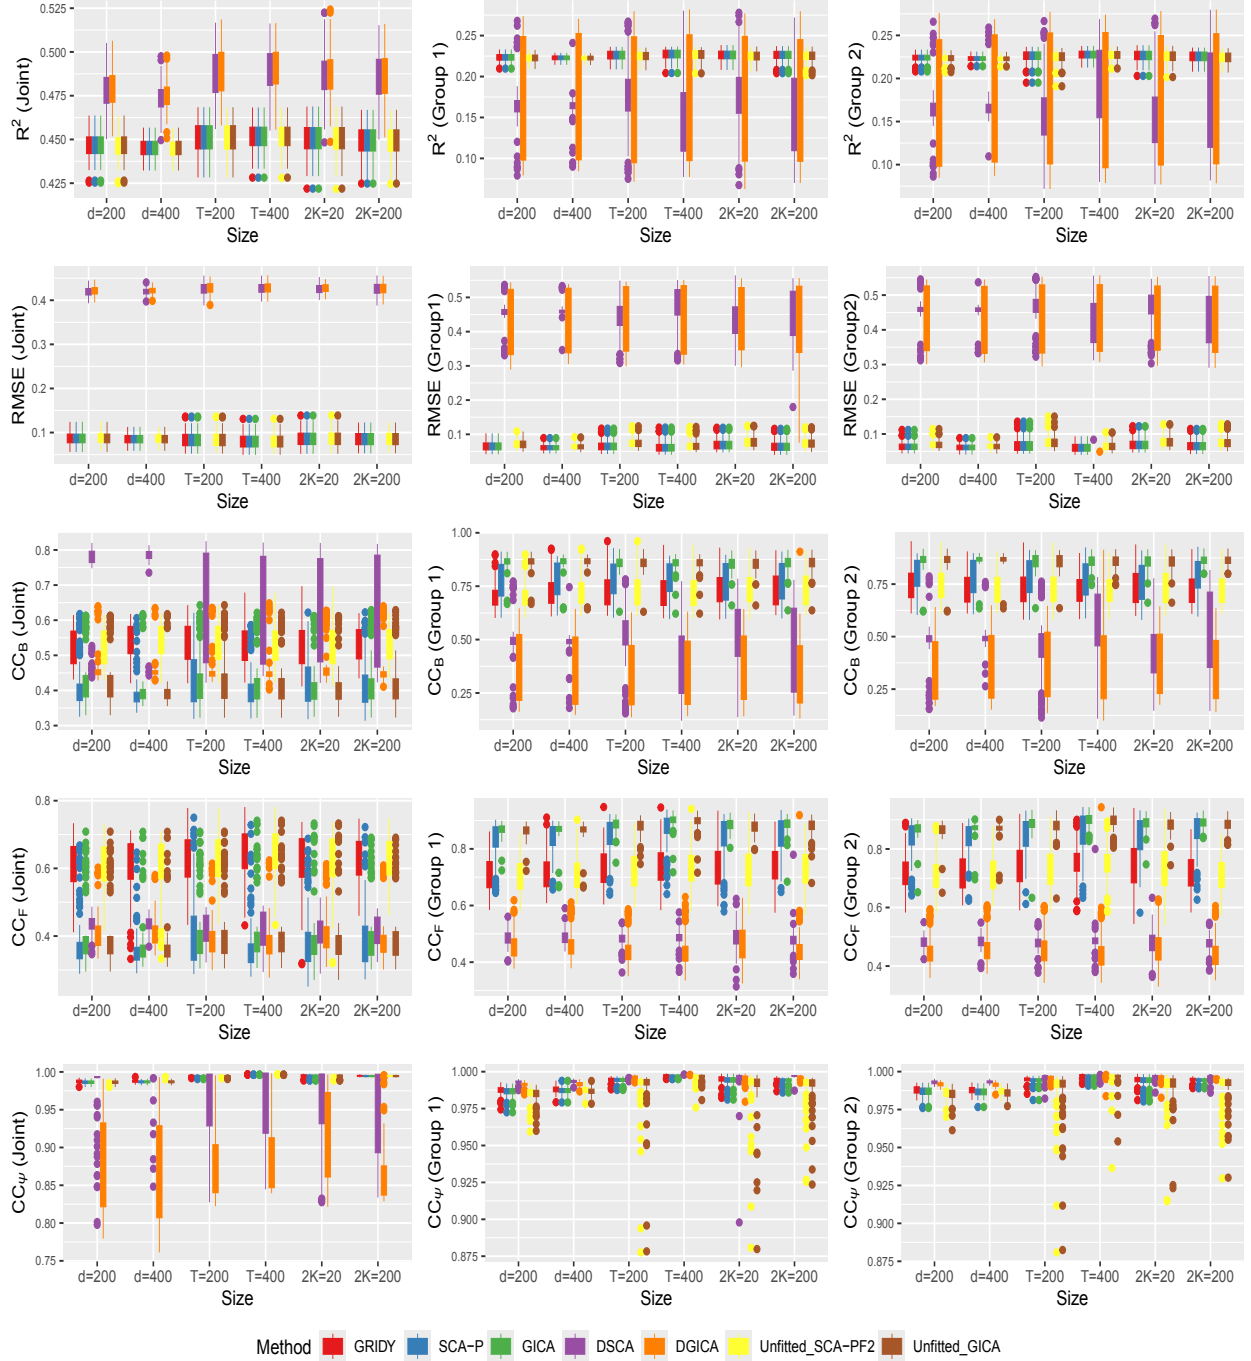 R² (Joint)
0.525
0.500
0.475
0.450
0.425
d=200 d=400 T=200 T=400 2K=20 2K=200
Size
R² (Group 1)
0.25
0.20
0.15
0.10
d=200 d=400 T=200 T=400 2K=20 2K=200
Size
R² (Group 2)
0.25
0.20
0.15
0.10
d=200 d=400 T=200 T=400 2K=20 2K=200
Size
RMSE (Joint)
0.4
0.3
0.2
0.1
d=200 d=400 T=200 T=400 2K=20 2K=200
Size
RMSE (Group1)
0.5
0.4
0.3
0.2
0.1
d=200 d=400 T=200 T=400 2K=20 2K=200
Size
RMSE (Group2)
0.5
0.4
0.3
0.2
0.1
d=200 d=400 T=200 T=400 2K=20 2K=200
Size
CC_B (Joint)
0.8
0.7
0.6
0.5
0.4
0.3
d=200 d=400 T=200 T=400 2K=20 2K=200
Size
CC_B (Group 1)
1.00
0.75
0.50
0.25
d=200 d=400 T=200 T=400 2K=20 2K=200
Size
CC_B (Group 2)
0.75
0.50
0.25
d=200 d=400 T=200 T=400 2K=20 2K=200
Size
CC_F (Joint)
0.8
0.6
0.4
d=200 d=400 T=200 T=400 2K=20 2K=200
Size
CC_F (Group 1)
0.8
0.6
0.4
d=200 d=400 T=200 T=400 2K=20 2K=200
Size
CC_F (Group 2)
0.8
0.6
0.4
d=200 d=400 T=200 T=400 2K=20 2K=200
Size
CC_Ψ (Joint)
1.00
0.95
0.90
0.85
0.80
0.75
d=200 d=400 T=200 T=400 2K=20 2K=200
Size
CC_Ψ (Group 1)
1.000
0.975
0.950
0.925
0.900
0.875
d=200 d=400 T=200 T=400 2K=20 2K=200
Size
CC_Ψ (Group 2)
1.000
0.975
0.950
0.925
0.900
0.875
d=200 d=400 T=200 T=400 2K=20 2K=200
Size
Method GRIDY SCA-P GICA DSCA DGICA Unfitted_SCA-PF2 Unfitted_GICA